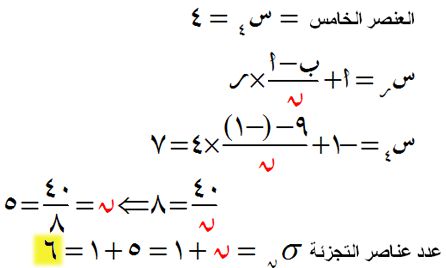 العنصر الخامس = س٤ = ٤
سر = أ + (ب − أ)/ن × ر
س٤ = −١ + (٩ − (−١))/ن × ٤ = ٧
٤٠/ن = ٨ ⇐ ن = ٤٠/٨ = ٥
عدد عناصر التجزئة σن = ن + ١ = ٥ + ١ = ٦